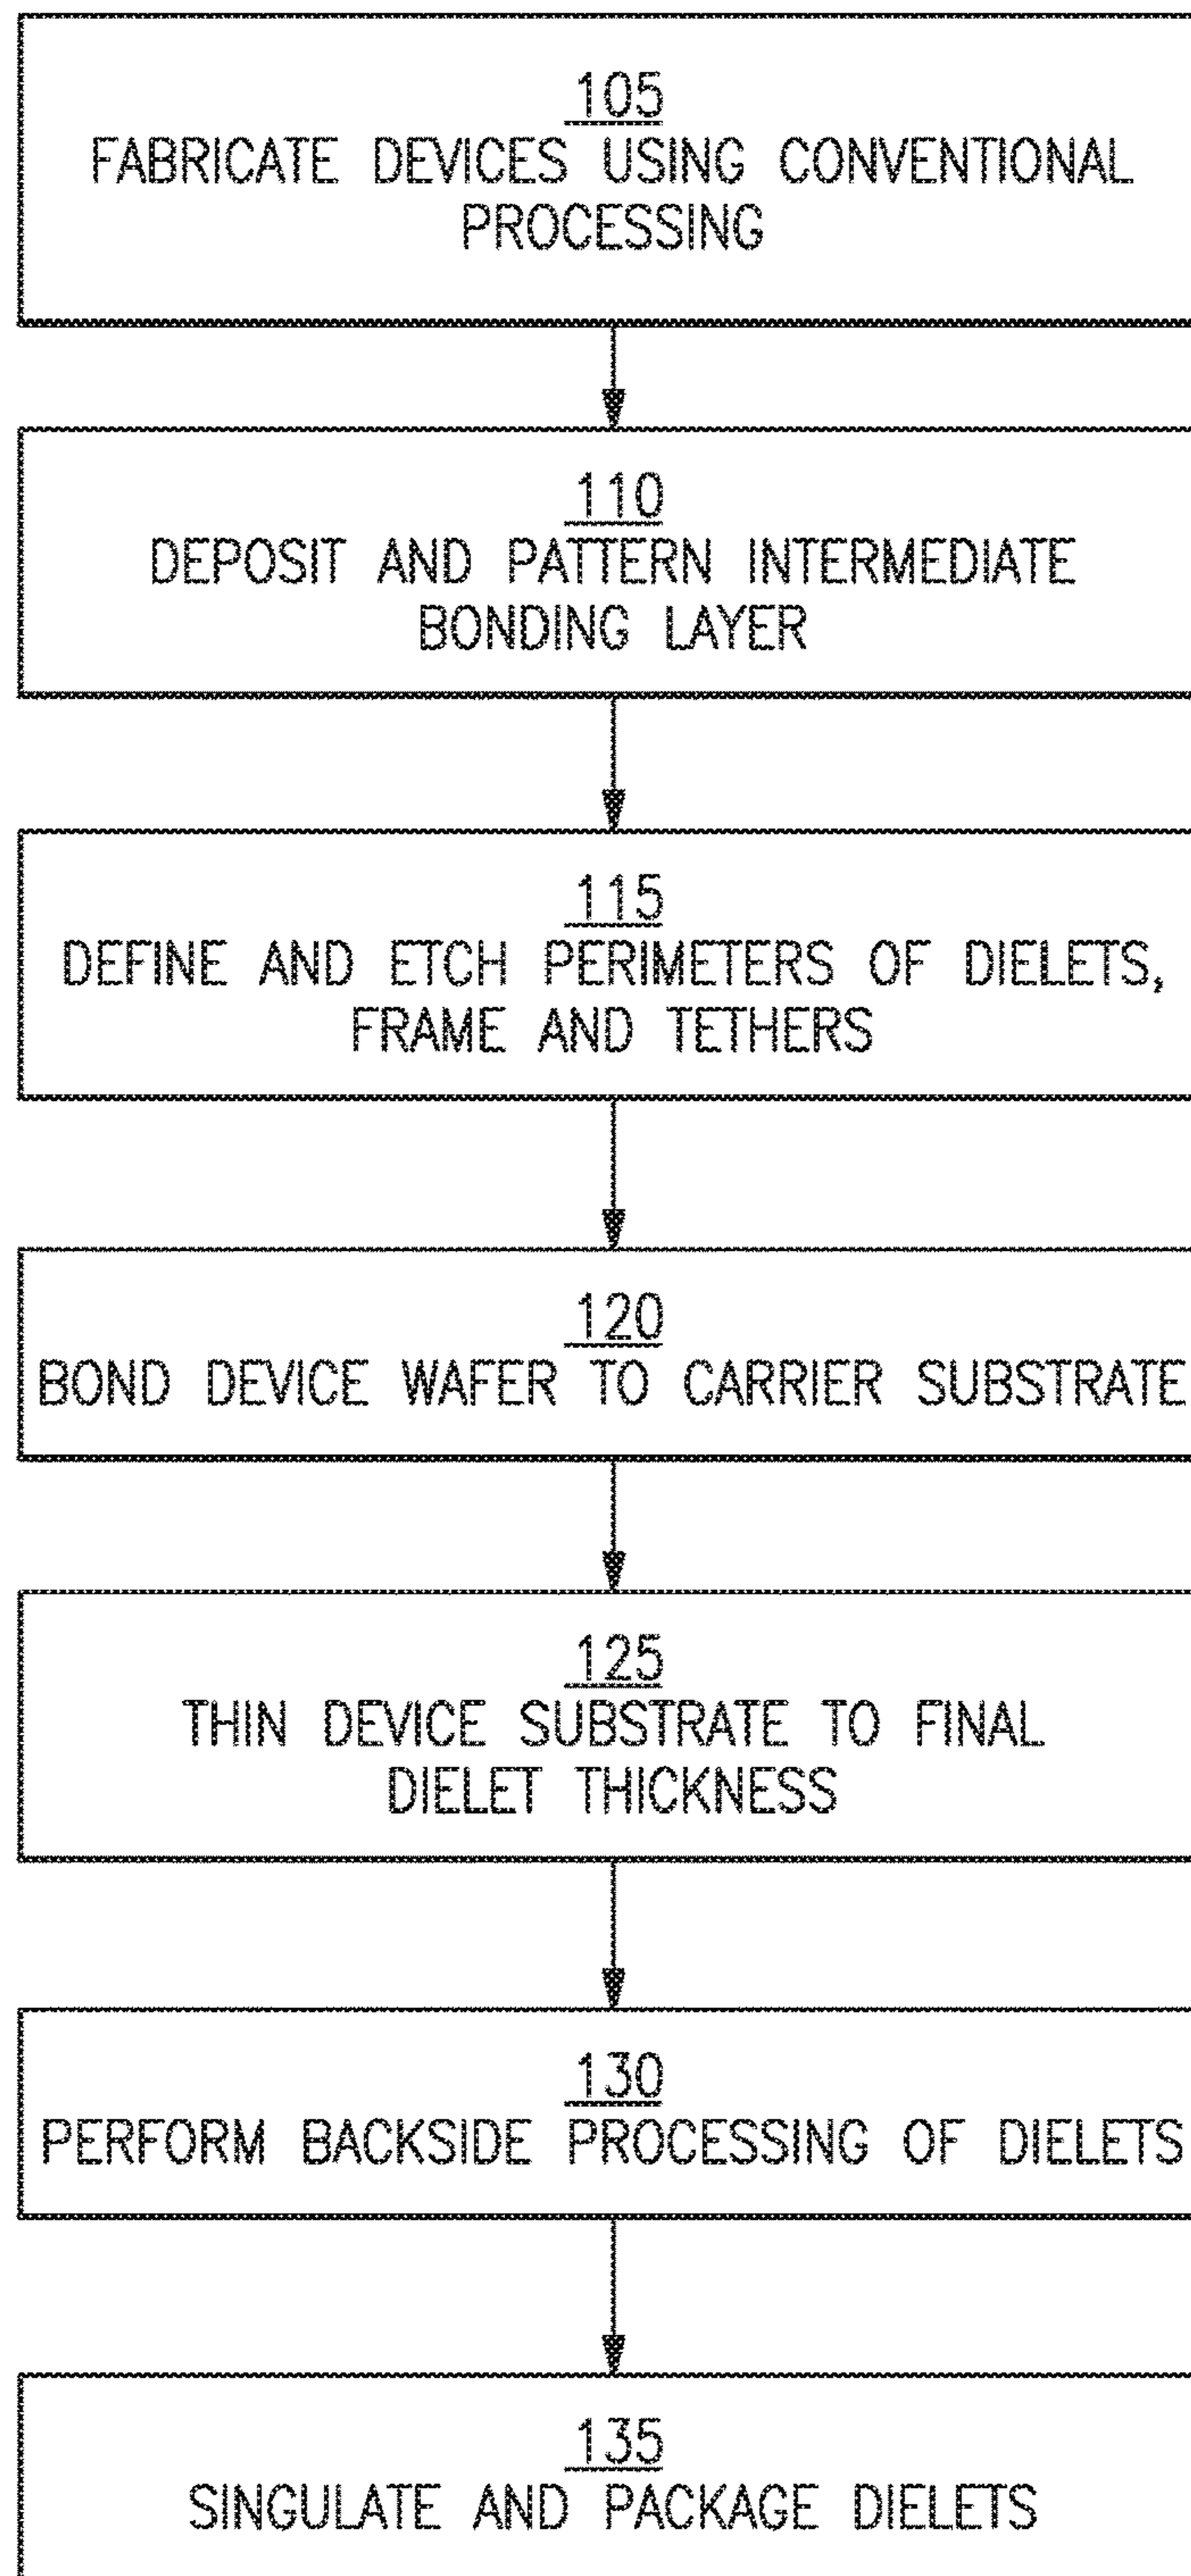 105
FABRICATE DEVICES USING CONVENTIONAL
PROCESSING
110
DEPOSIT AND PATTERN INTERMEDIATE
BONDING LAYER
115
DEFINE AND ETCH PERIMETERS OF DIELETS,
FRAME AND TETHERS
120
BOND DEVICE WAFER TO CARRIER SUBSTRATE
125
THIN DEVICE SUBSTRATE TO FINAL
DIELET THICKNESS
130
PERFORM BACKSIDE PROCESSING OF DIELETS
135
SINGULATE AND PACKAGE DIELETS